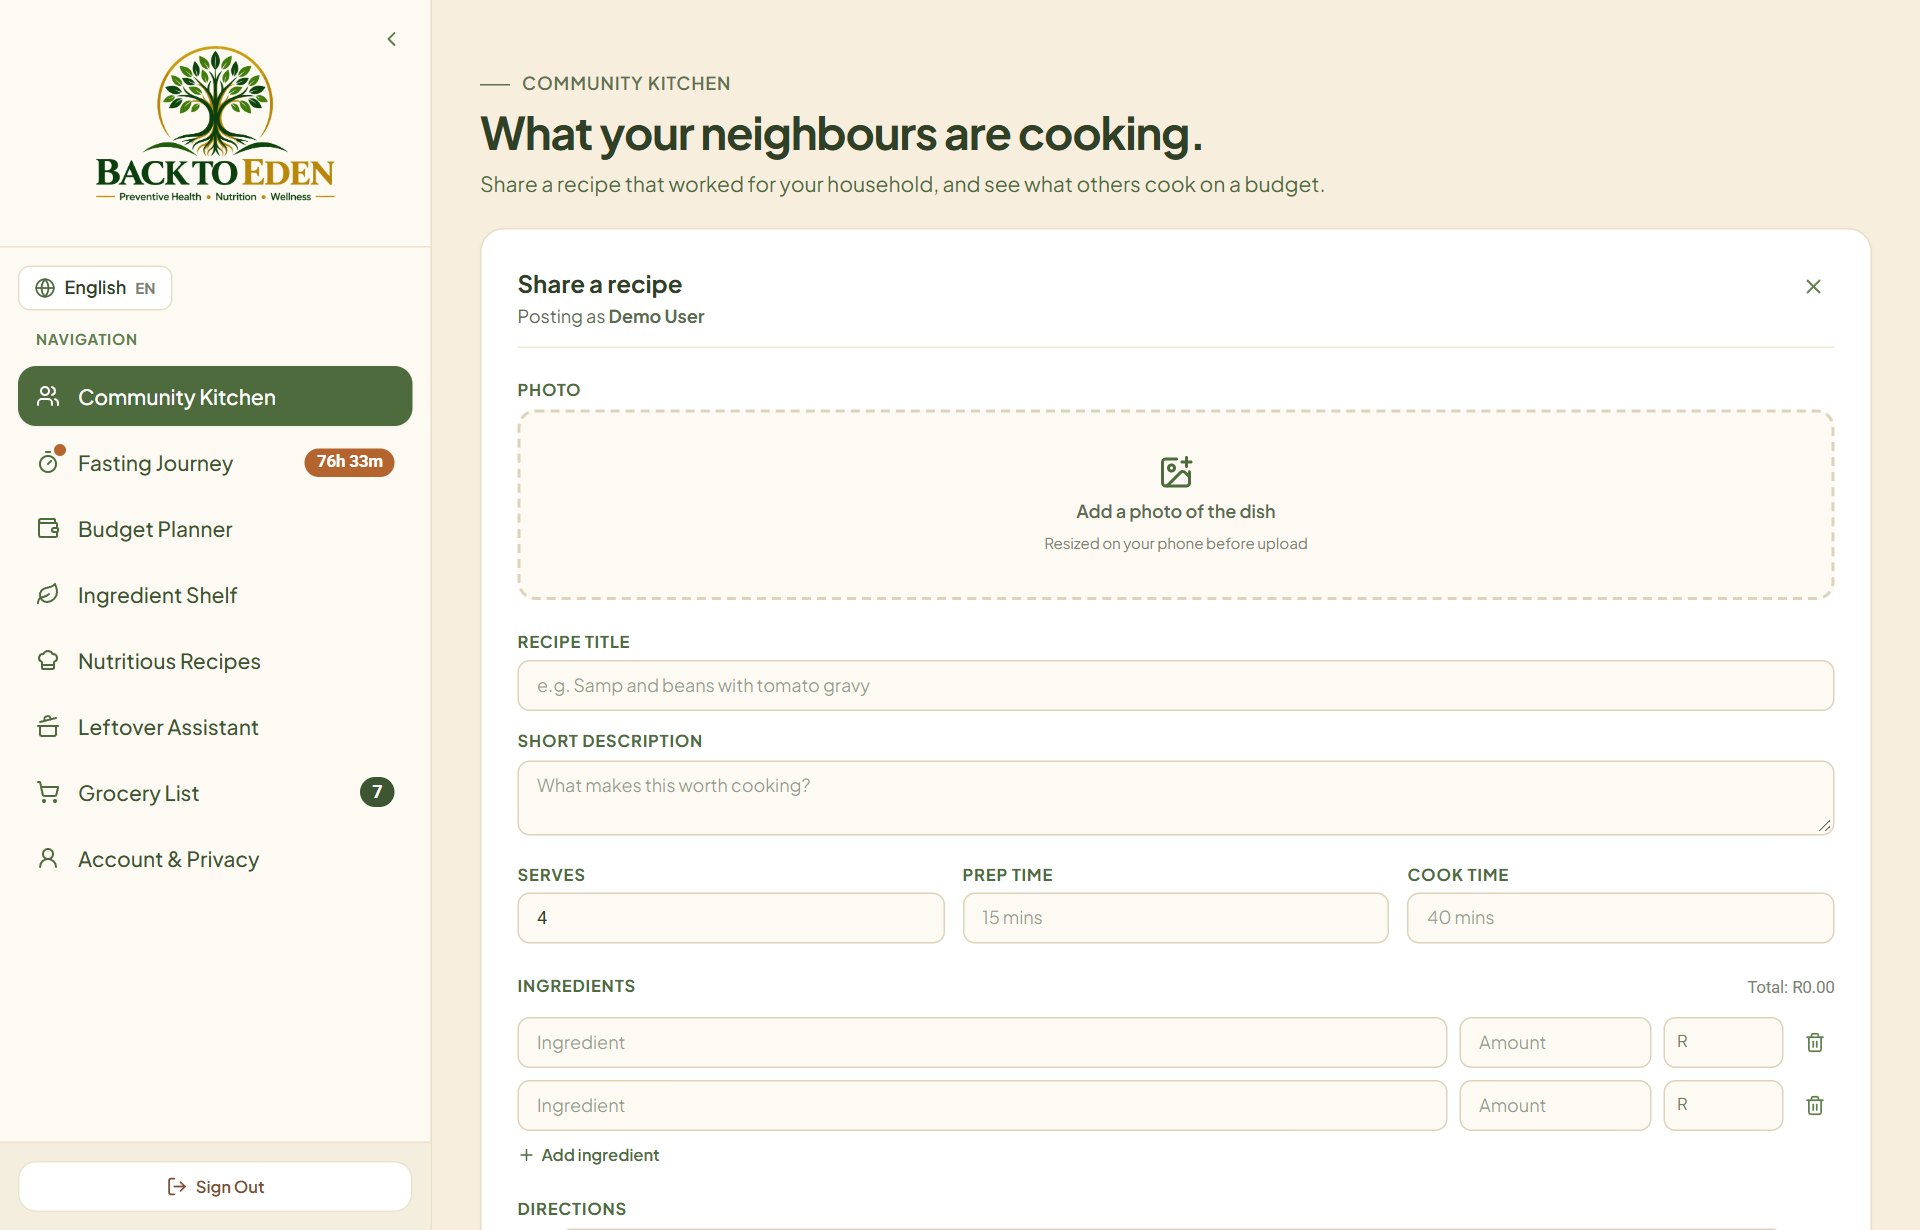 BACK TO EDEN
Preventive Health • Nutrition • Wellness
English EN
NAVIGATION
Community Kitchen
Fasting Journey 76h 33m
Budget Planner
Ingredient Shelf
Nutritious Recipes
Leftover Assistant
Grocery List 7
Account & Privacy
Sign Out
COMMUNITY KITCHEN
What your neighbours are cooking.
Share a recipe that worked for your household, and see what others cook on a budget.
Share a recipe
Posting as Demo User
PHOTO
Add a photo of the dish
Resized on your phone before upload
RECIPE TITLE
e.g. Samp and beans with tomato gravy
SHORT DESCRIPTION
What makes this worth cooking?
SERVES PREP TIME COOK TIME
4 15 mins 40 mins
INGREDIENTS Total: R0.00
Ingredient Amount R
Ingredient Amount R
+ Add ingredient
DIRECTIONS